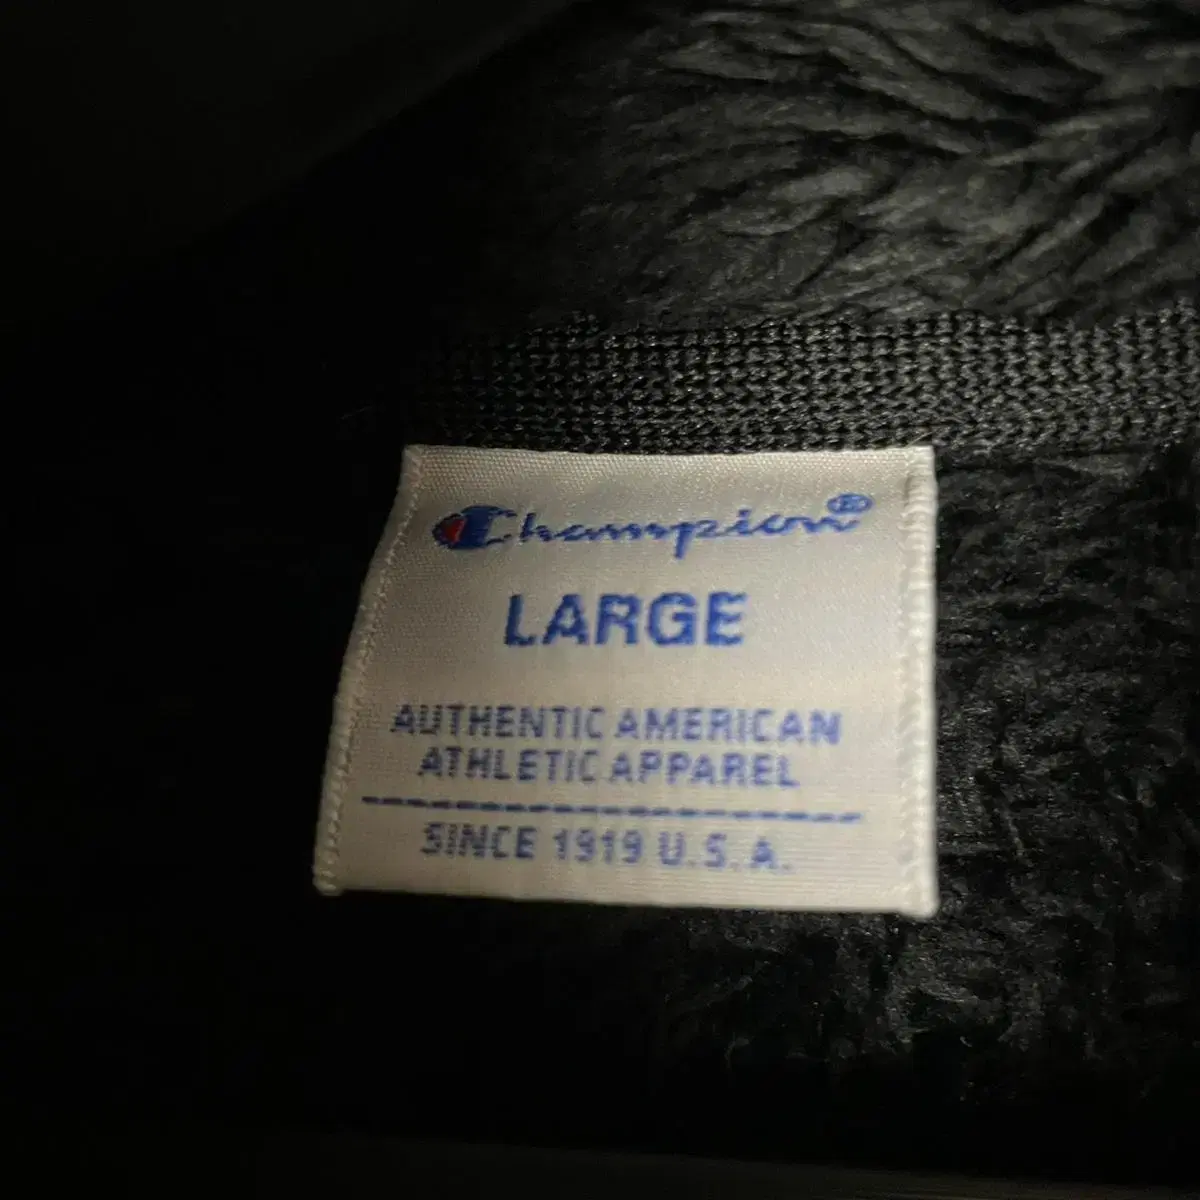 Champion®
LARGE
AUTHENTIC AMERICAN
ATHLETIC APPAREL
SINCE 1919 U.S.A.